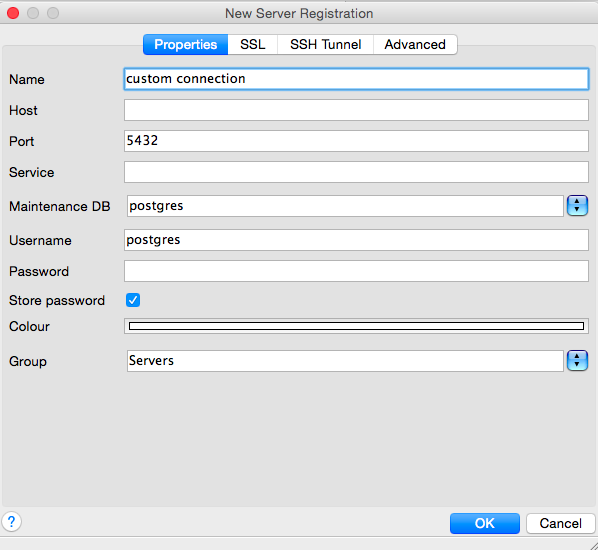 New Server Registration
Properties SSL SSH Tunnel Advanced
Name custom connection
Host
Port 5432
Service
Maintenance DB postgres
Username postgres
Password
Store password
Colour
Group Servers
? OK Cancel